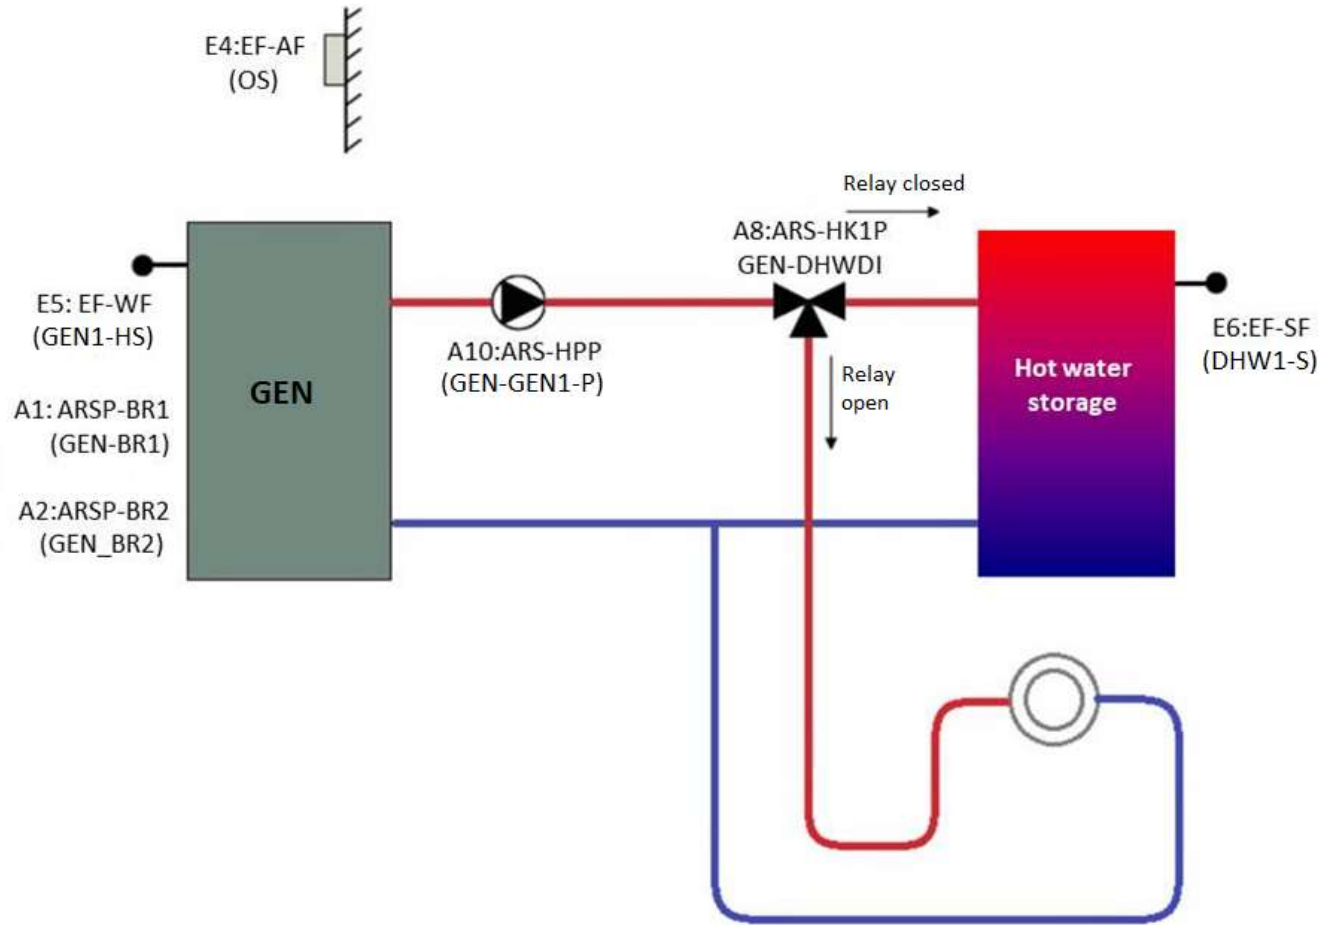 E4:EF-AF
(OS)
Relay closed
A8:ARS-HK1P
GEN-DHWDI
E5: EF-WF
(GEN1-HS)
A10:ARS-HPP
(GEN-GEN1-P)
E6:EF-SF
(DHW1-S)
Relay
open
GEN
Hot water
storage
A1: ARSP-BR1
(GEN-BR1)
A2:ARSP-BR2
(GEN_BR2)